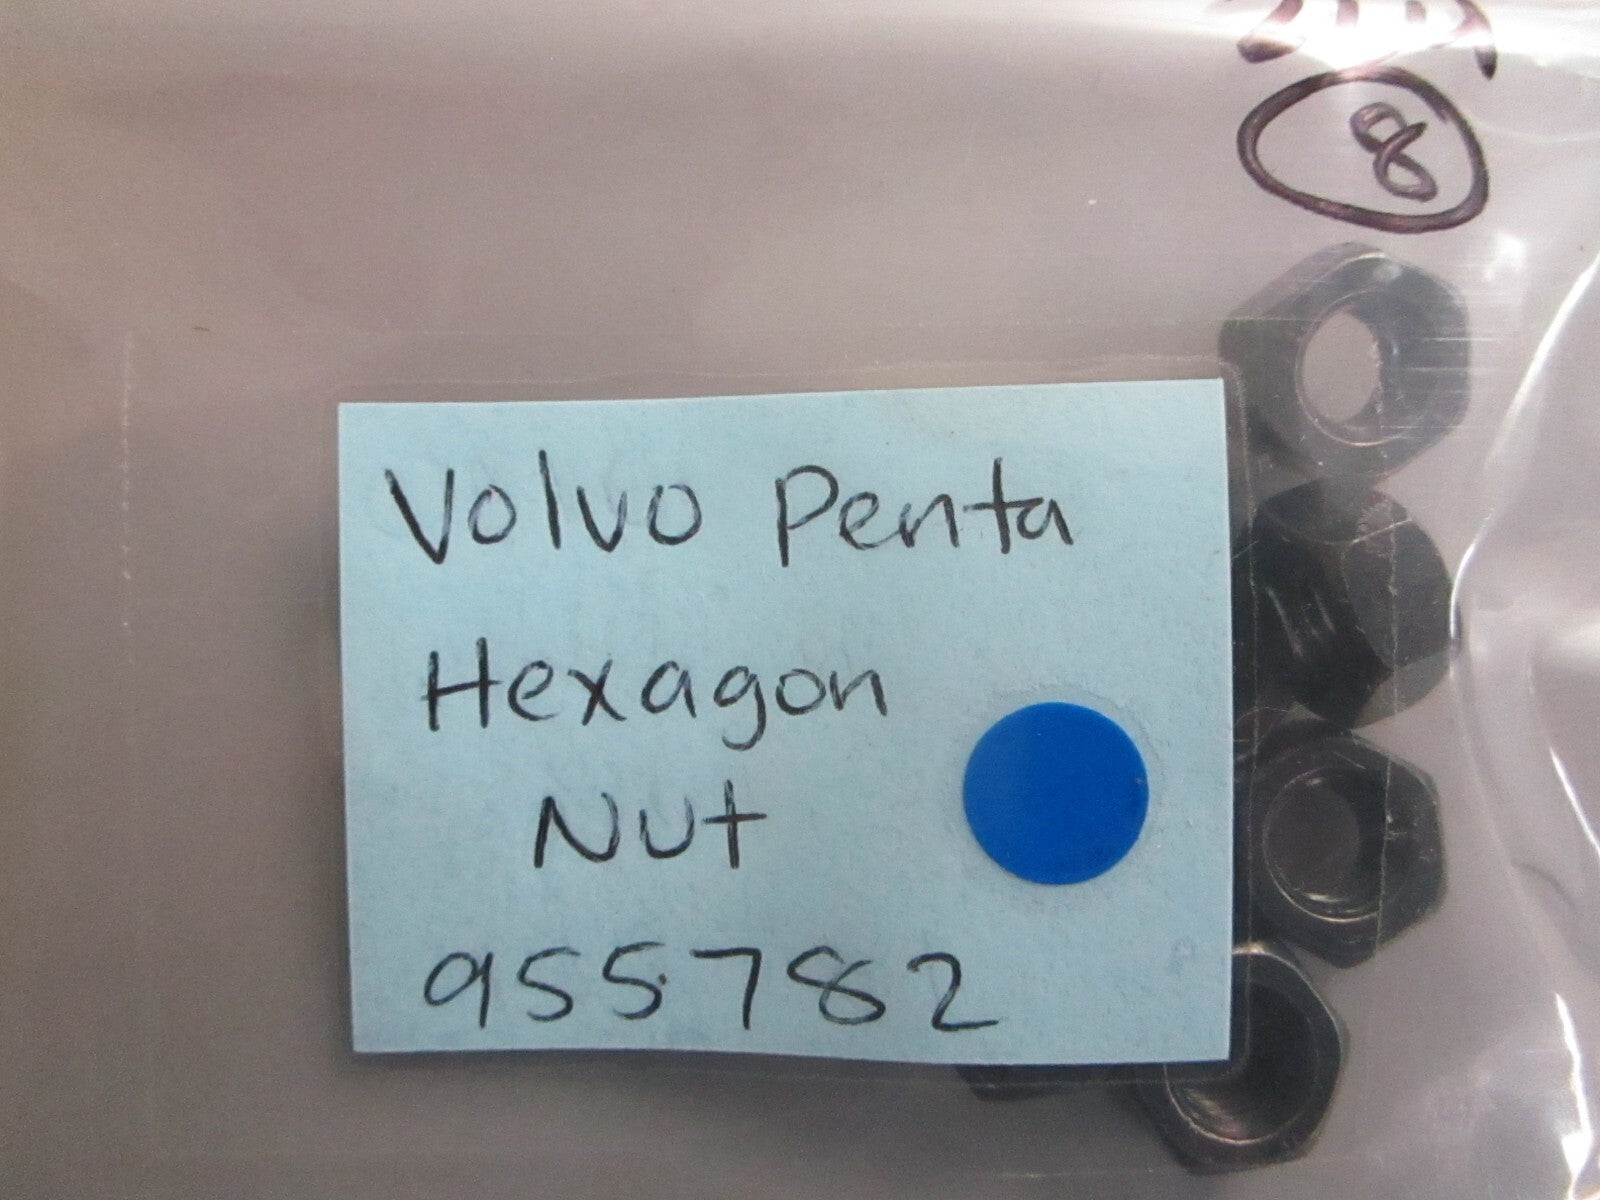 8
Volvo Penta
Hexagon
Nut
955782